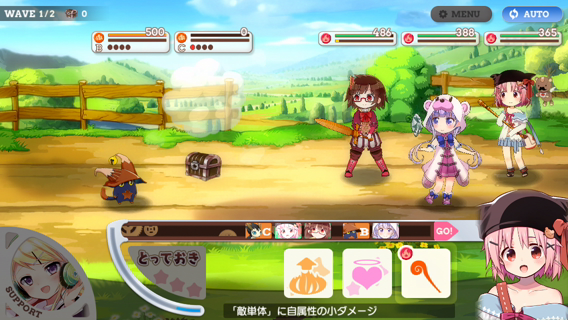 WAVE 1/2 0
MENU
AUTO
500
B
0
C
486
388
365
C
B
GO!
とっておき
SUPPORT
「敵単体」に自属性の小ダメージ